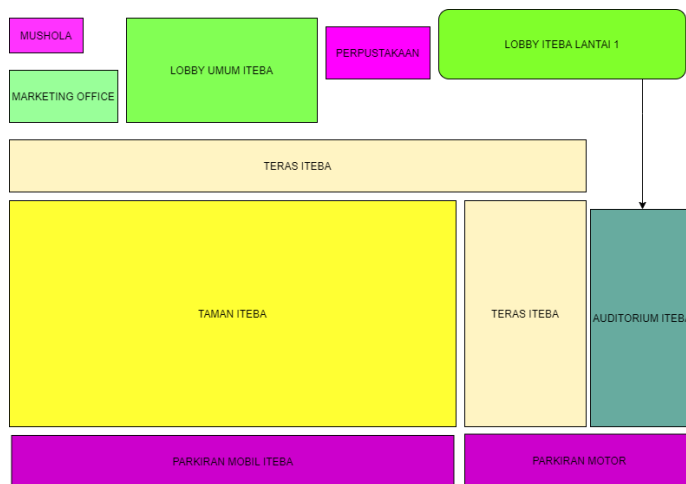 MUSHOLA
LOBBY UMUM ITEBA
PERPUSTAKAAN
LOBBY ITEBA LANTAI 1
MARKETING OFFICE
TERAS ITEBA
TAMAN ITEBA
TERAS ITEBA
AUDITORIUM ITEBA
PARKIRAN MOBIL ITEBA
PARKIRAN MOTOR